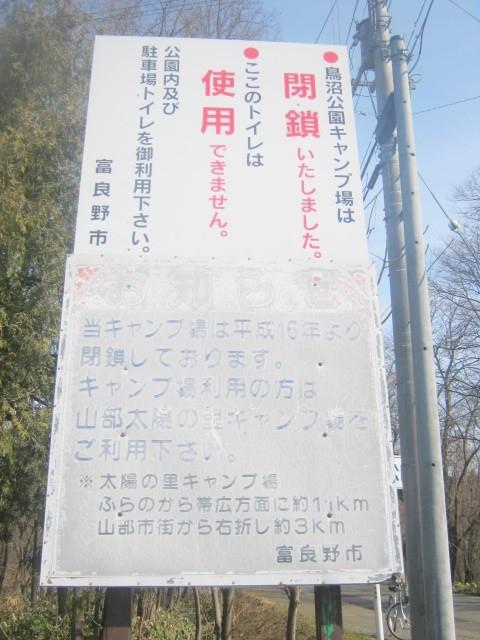 ●鳥沼公園キャンプ場は
閉鎖いたしました。
●ここのトイレは
使用できません。
公園内及び
駐車場トイレを御利用下さい。
富良野市
お知らせ
当キャンプ場は平成16年より
閉鎖しております。
キャンプ場利用の方は
山部太陽の里キャンプ場を
ご利用下さい。
※太陽の里キャンプ場
ふらのから帯広方面に約11Km
山部市街から右折し約3Km
富良野市